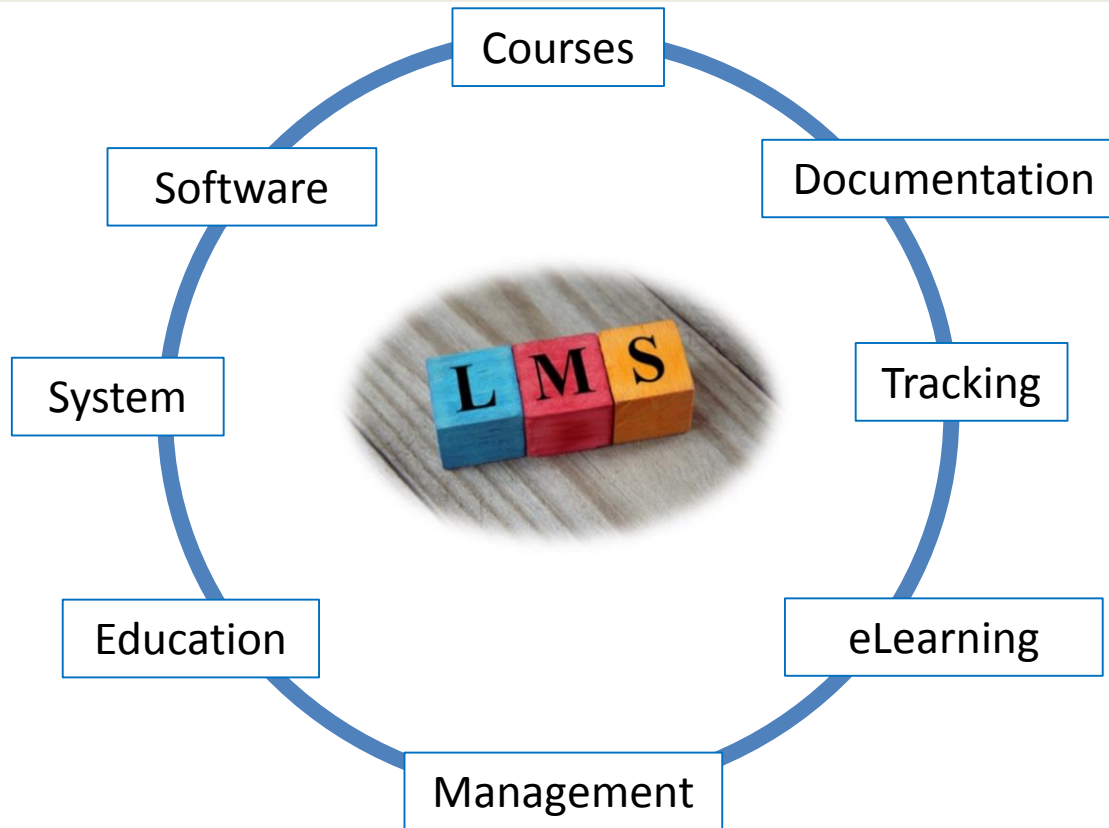 Courses
Documentation
Software
Tracking
System
LMS
eLearning
Education
Management